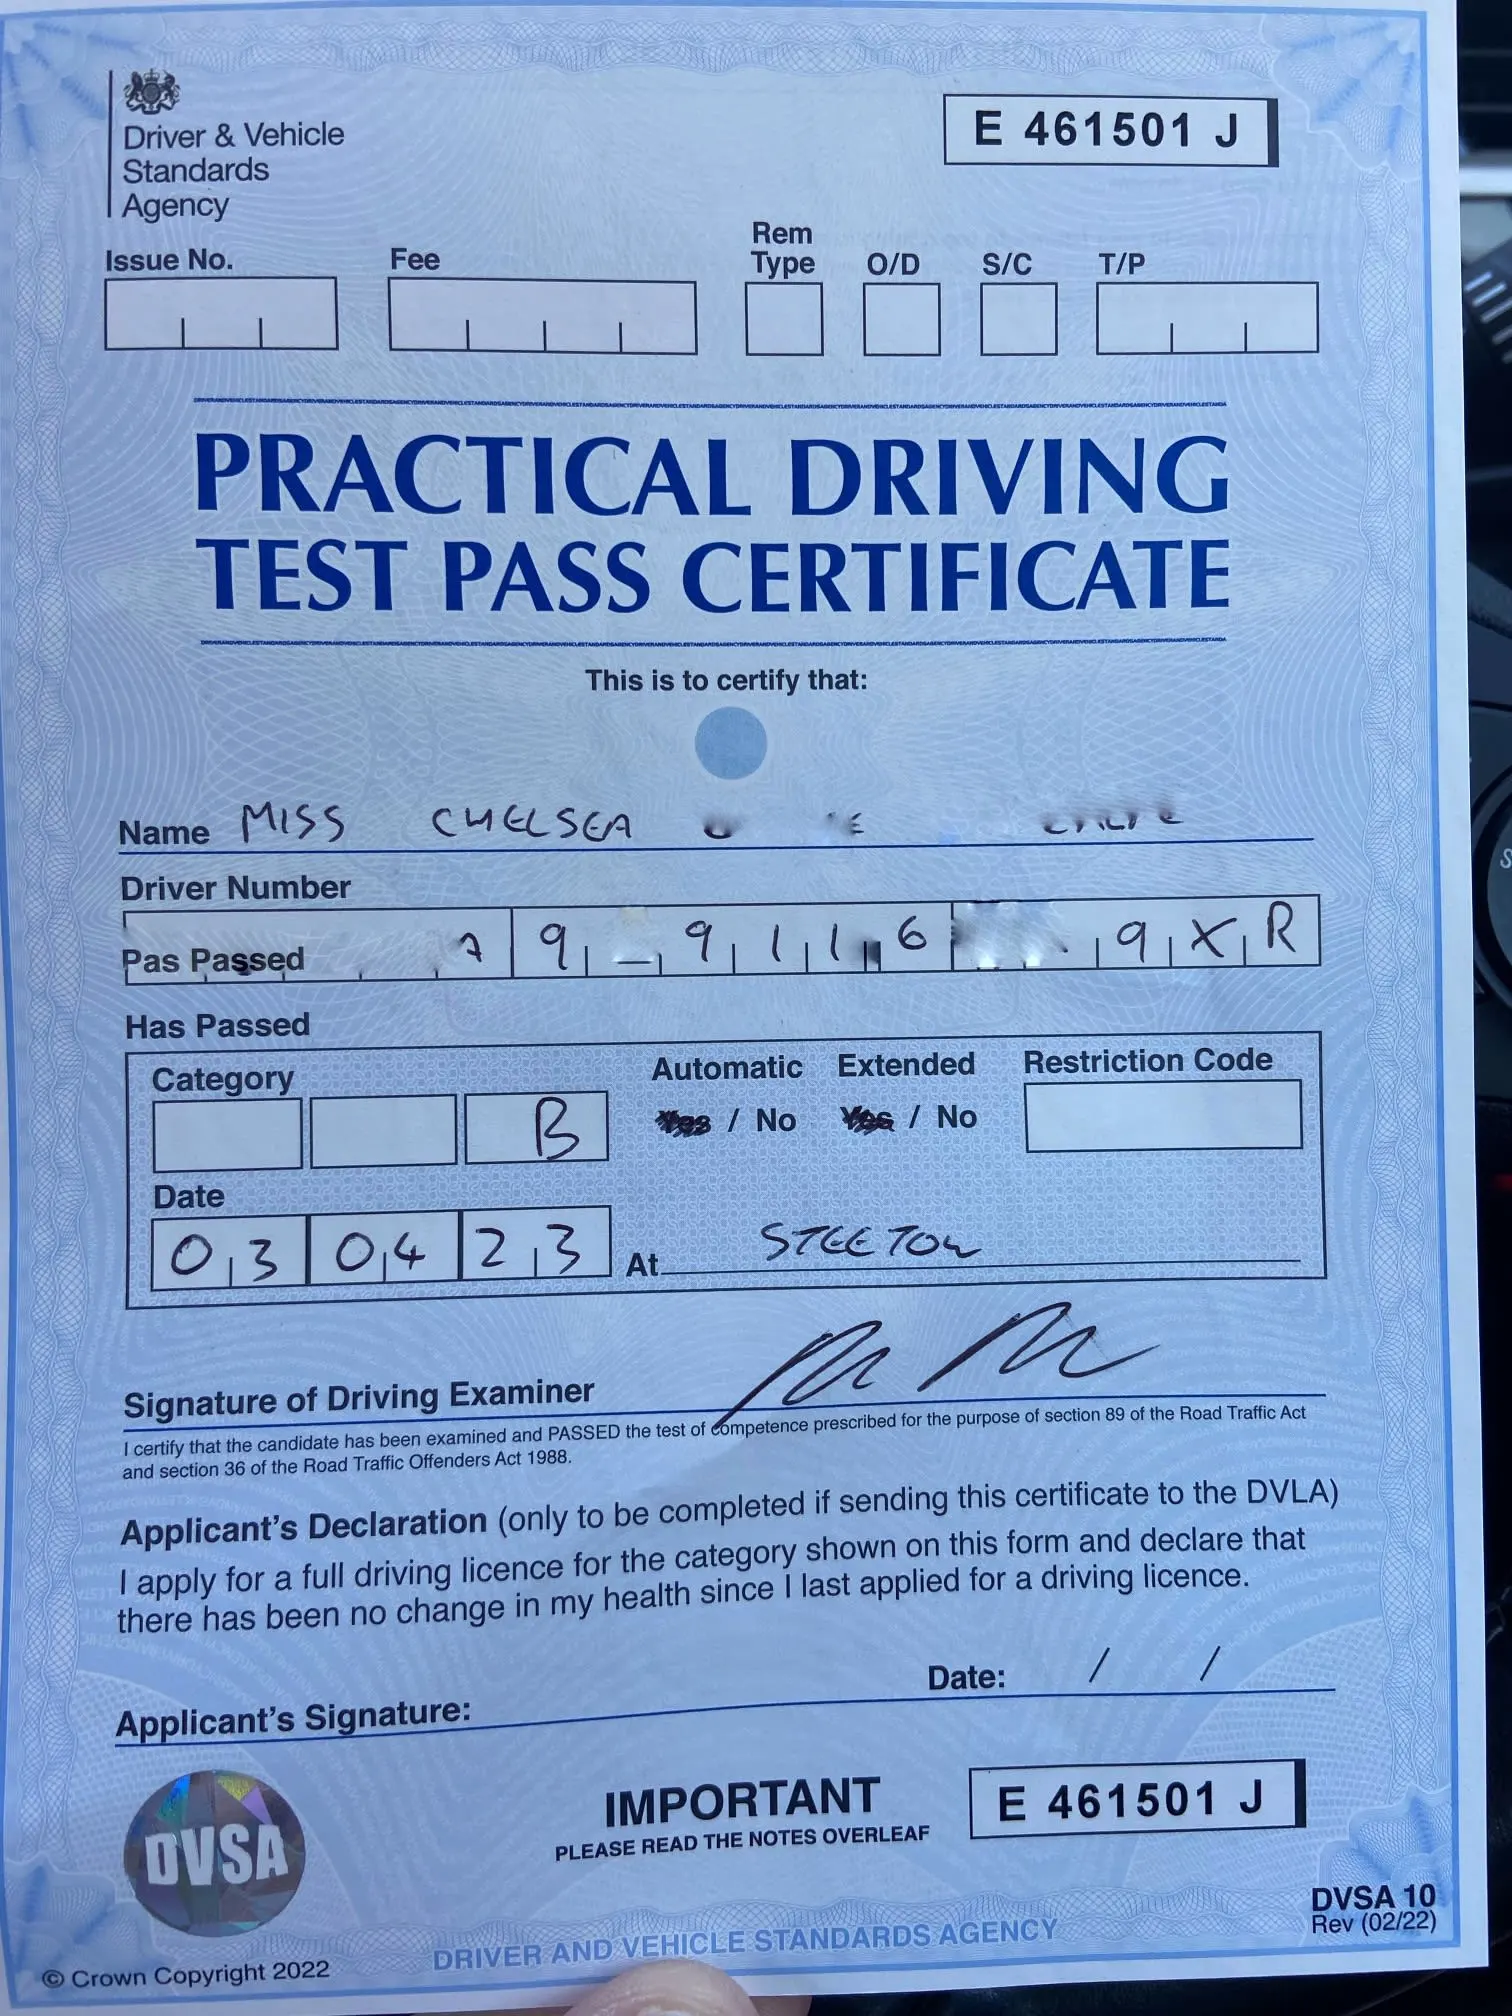 Driver & Vehicle
Standards
Agency
E 461501 J
Issue No. Fee Rem Type O/D S/C T/P
PRACTICAL DRIVING
TEST PASS CERTIFICATE
This is to certify that:
Name MISS CHELSEA
Driver Number
Pas Passed 7 9 9 1 1 6 9 X R
Has Passed
Category Automatic Extended Restriction Code
B Yes / No Yes / No
Date
03 04 23 At STEETON
Signature of Driving Examiner
I certify that the candidate has been examined and PASSED the test of competence prescribed for the purpose of section 89 of the Road Traffic Act
and section 36 of the Road Traffic Offenders Act 1988.
Applicant's Declaration (only to be completed if sending this certificate to the DVLA)
I apply for a full driving licence for the category shown on this form and declare that
there has been no change in my health since I last applied for a driving licence.
Date: / /
Applicant's Signature:
DVSA
IMPORTANT
PLEASE READ THE NOTES OVERLEAF
E 461501 J
DVSA 10
Rev (02/22)
DRIVER AND VEHICLE STANDARDS AGENCY
© Crown Copyright 2022